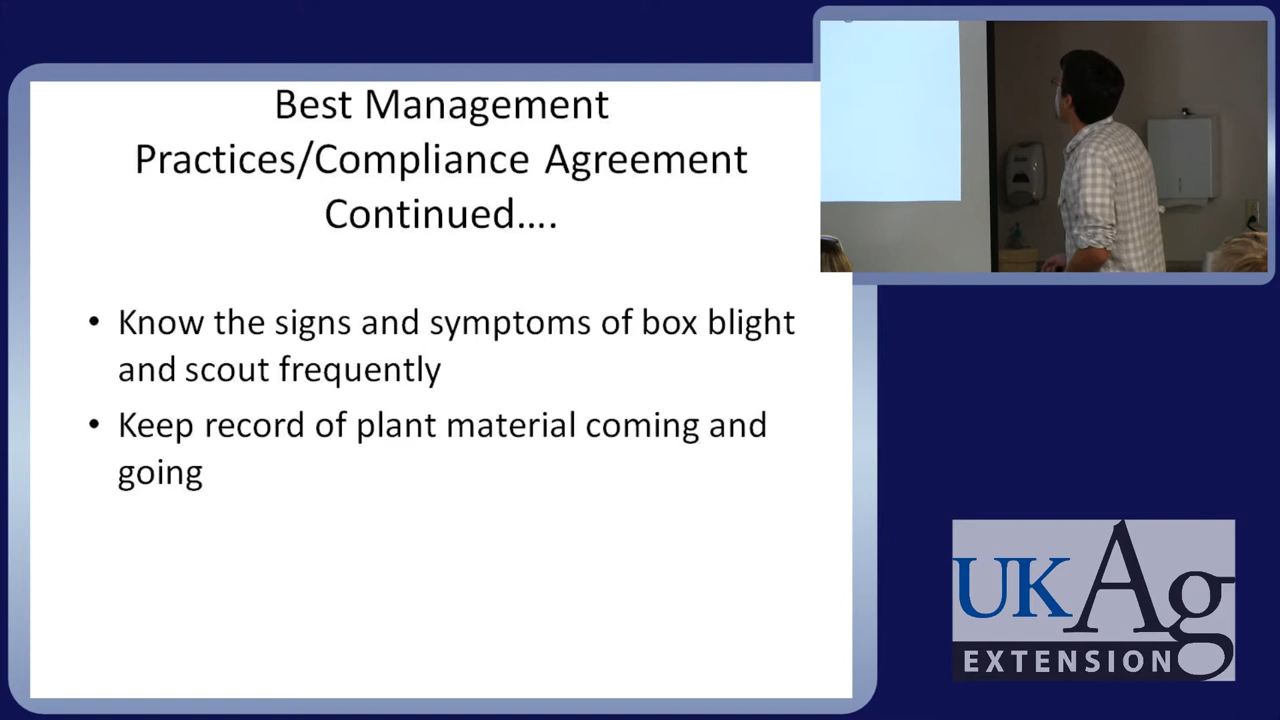 Best Management
Practices/Compliance Agreement
Continued....
• Know the signs and symptoms of box blight
and scout frequently
• Keep record of plant material coming and
going
UKAg
EXTENSION